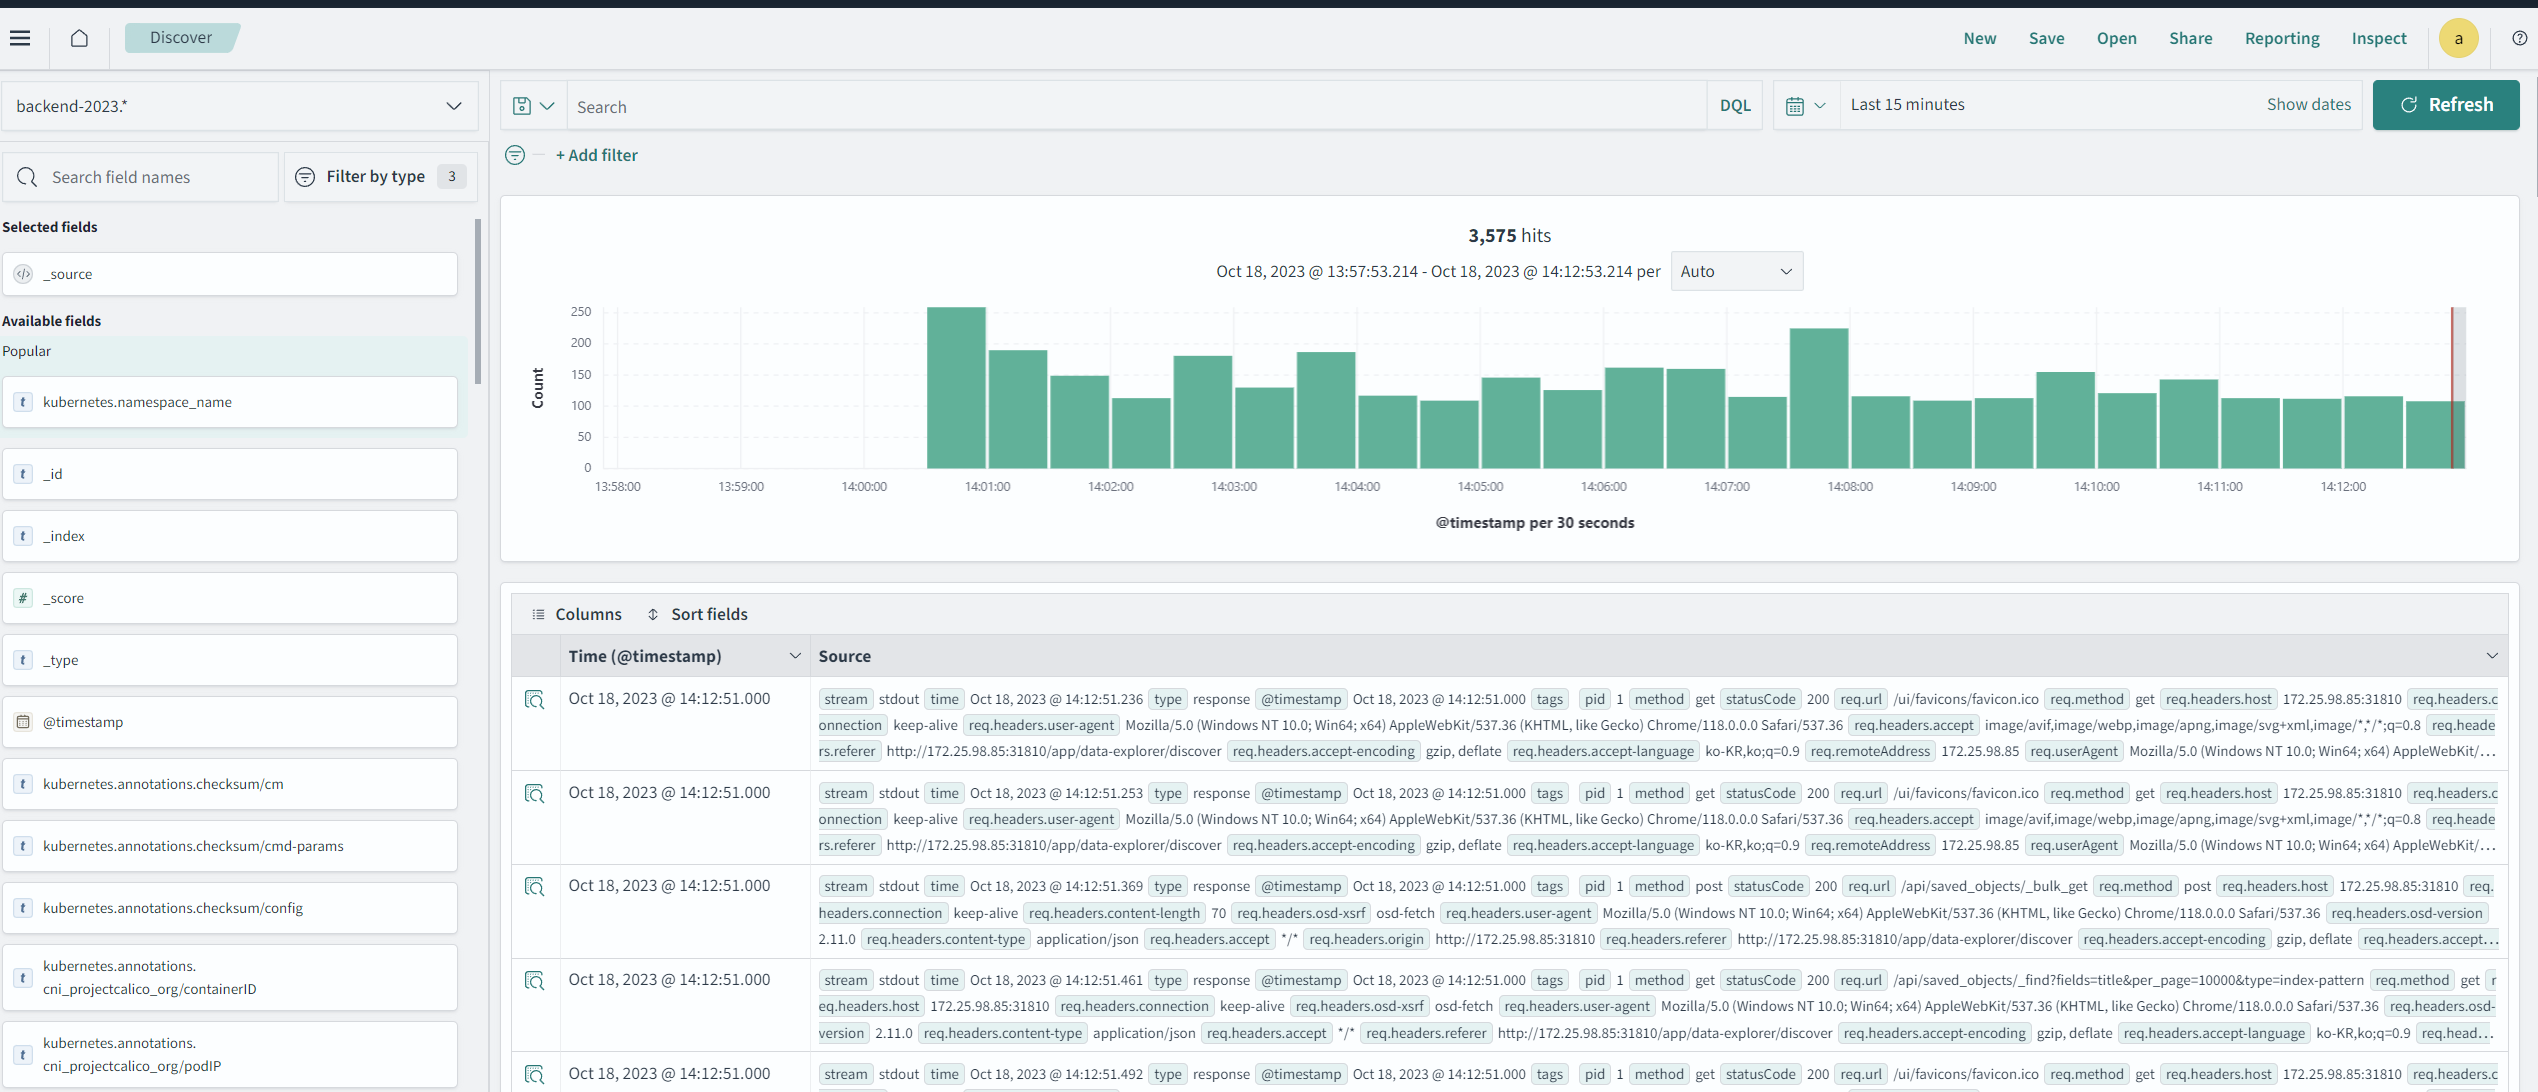 Discover
New Save Open Share Reporting Inspect a
backend-2023.*
Search DQL Last 15 minutes Show dates Refresh
+ Add filter
Search field names Filter by type 3
Selected fields
_source
Available fields
Popular
kubernetes.namespace_name
_id
_index
_score
_type
@timestamp
kubernetes.annotations.checksum/cm
kubernetes.annotations.checksum/cmd-params
kubernetes.annotations.checksum/config
kubernetes.annotations.
cni_projectcalico_org/containerID
kubernetes.annotations.
cni_projectcalico_org/podIP
3,575 hits
Oct 18, 2023 @ 13:57:53.214 - Oct 18, 2023 @ 14:12:53.214 per Auto
250
200
150
100
50
0
Count
13:58:00 13:59:00 14:00:00 14:01:00 14:02:00 14:03:00 14:04:00 14:05:00 14:06:00 14:07:00 14:08:00 14:09:00 14:10:00 14:11:00 14:12:00
@timestamp per 30 seconds
Columns Sort fields
Time (@timestamp) Source
Oct 18, 2023 @ 14:12:51.000 stream stdout time Oct 18, 2023 @ 14:12:51.236 type response @timestamp Oct 18, 2023 @ 14:12:51.000 tags pid 1 method get statusCode 200 req.url /ui/favicons/favicon.ico req.method get req.headers.host 172.25.98.85:31810 req.headers.c
onnection keep-alive req.headers.user-agent Mozilla/5.0 (Windows NT 10.0; Win64; x64) AppleWebKit/537.36 (KHTML, like Gecko) Chrome/118.0.0.0 Safari/537.36 req.headers.accept image/avif,image/webp,image/apng,image/svg+xml,image/*,*/*;q=0.8 req.heade
rs.referer http://172.25.98.85:31810/app/data-explorer/discover req.headers.accept-encoding gzip, deflate req.headers.accept-language ko-KR,ko;q=0.9 req.remoteAddress 172.25.98.85 req.userAgent Mozilla/5.0 (Windows NT 10.0; Win64; x64) AppleWebKit/...
Oct 18, 2023 @ 14:12:51.000 stream stdout time Oct 18, 2023 @ 14:12:51.253 type response @timestamp Oct 18, 2023 @ 14:12:51.000 tags pid 1 method get statusCode 200 req.url /ui/favicons/favicon.ico req.method get req.headers.host 172.25.98.85:31810 req.headers.c
onnection keep-alive req.headers.user-agent Mozilla/5.0 (Windows NT 10.0; Win64; x64) AppleWebKit/537.36 (KHTML, like Gecko) Chrome/118.0.0.0 Safari/537.36 req.headers.accept image/avif,image/webp,image/apng,image/svg+xml,image/*,*/*;q=0.8 req.heade
rs.referer http://172.25.98.85:31810/app/data-explorer/discover req.headers.accept-encoding gzip, deflate req.headers.accept-language ko-KR,ko;q=0.9 req.remoteAddress 172.25.98.85 req.userAgent Mozilla/5.0 (Windows NT 10.0; Win64; x64) AppleWebKit/...
Oct 18, 2023 @ 14:12:51.000 stream stdout time Oct 18, 2023 @ 14:12:51.369 type response @timestamp Oct 18, 2023 @ 14:12:51.000 tags pid 1 method post statusCode 200 req.url /api/saved_objects/_bulk_get req.method post req.headers.host 172.25.98.85:31810 req.
headers.connection keep-alive req.headers.content-length 70 req.headers.osd-xsrf osd-fetch req.headers.user-agent Mozilla/5.0 (Windows NT 10.0; Win64; x64) AppleWebKit/537.36 (KHTML, like Gecko) Chrome/118.0.0.0 Safari/537.36 req.headers.osd-version
2.11.0 req.headers.content-type application/json req.headers.accept */* req.headers.origin http://172.25.98.85:31810 req.headers.referer http://172.25.98.85:31810/app/data-explorer/discover req.headers.accept-encoding gzip, deflate req.headers.accept...
Oct 18, 2023 @ 14:12:51.000 stream stdout time Oct 18, 2023 @ 14:12:51.461 type response @timestamp Oct 18, 2023 @ 14:12:51.000 tags pid 1 method get statusCode 200 req.url /api/saved_objects/_find?fields=title&per_page=10000&type=index-pattern req.method get r
eq.headers.host 172.25.98.85:31810 req.headers.connection keep-alive req.headers.osd-xsrf osd-fetch req.headers.user-agent Mozilla/5.0 (Windows NT 10.0; Win64; x64) AppleWebKit/537.36 (KHTML, like Gecko) Chrome/118.0.0.0 Safari/537.36 req.headers.osd-
version 2.11.0 req.headers.content-type application/json req.headers.accept */* req.headers.referer http://172.25.98.85:31810/app/data-explorer/discover req.headers.accept-encoding gzip, deflate req.headers.accept-language ko-KR,ko;q=0.9 req.head...
Oct 18, 2023 @ 14:12:51.000 stream stdout time Oct 18, 2023 @ 14:12:51.492 type response @timestamp Oct 18, 2023 @ 14:12:51.000 tags pid 1 method get statusCode 200 req.url /ui/favicons/favicon.ico req.method get req.headers.host 172.25.98.85:31810 req.headers.c